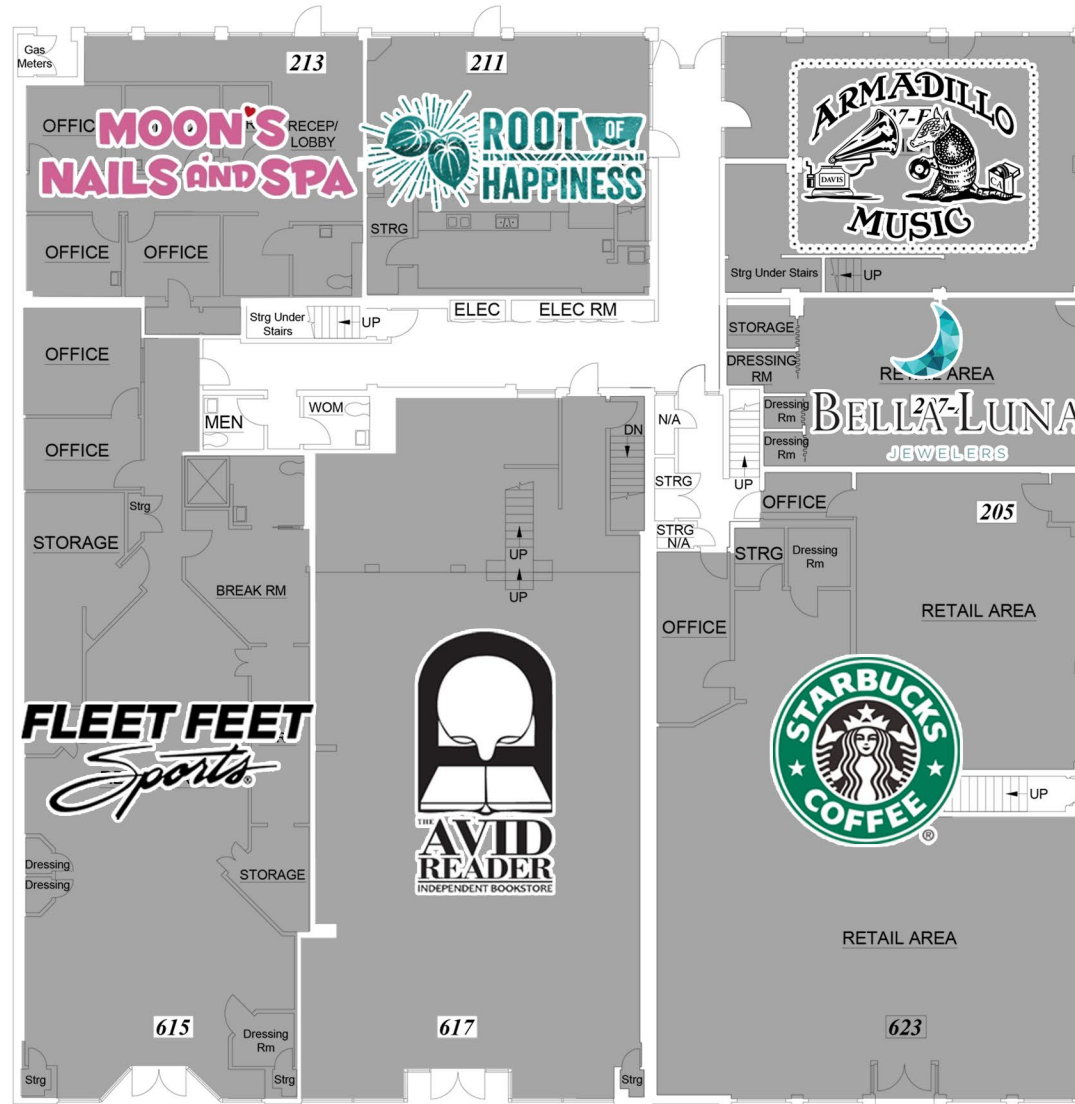 Gas
Meters
213
211
OFFIC
RECEP/
LOBBY
MOON'S
NAILS AND SPA
ROOT OF
HAPPINESS
ARMADILLO
DAVIS
CA
MUSIC
OFFICE
OFFICE
STRG
Strg Under Stairs
UP
Strg Under
Stairs
UP
ELEC
ELEC RM
STORAGE
DRESSING
RM
RETAIL AREA
Dressing
Rm
BELLA LUNA
JEWELERS
Dressing
Rm
OFFICE
OFFICE
MEN
WOM
DN
N/A
STRG
UP
STRG
N/A
OFFICE
205
Strg
STORAGE
BREAK RM
UP
UP
STRG
Dressing
Rm
OFFICE
RETAIL AREA
FLEET FEET
Sports®
THE
AVID
READER
INDEPENDENT BOOKSTORE
STARBUCKS
COFFEE
®
UP
Dressing
Dressing
STORAGE
RETAIL AREA
615
Dressing
Rm
617
623
Strg
Strg
Strg